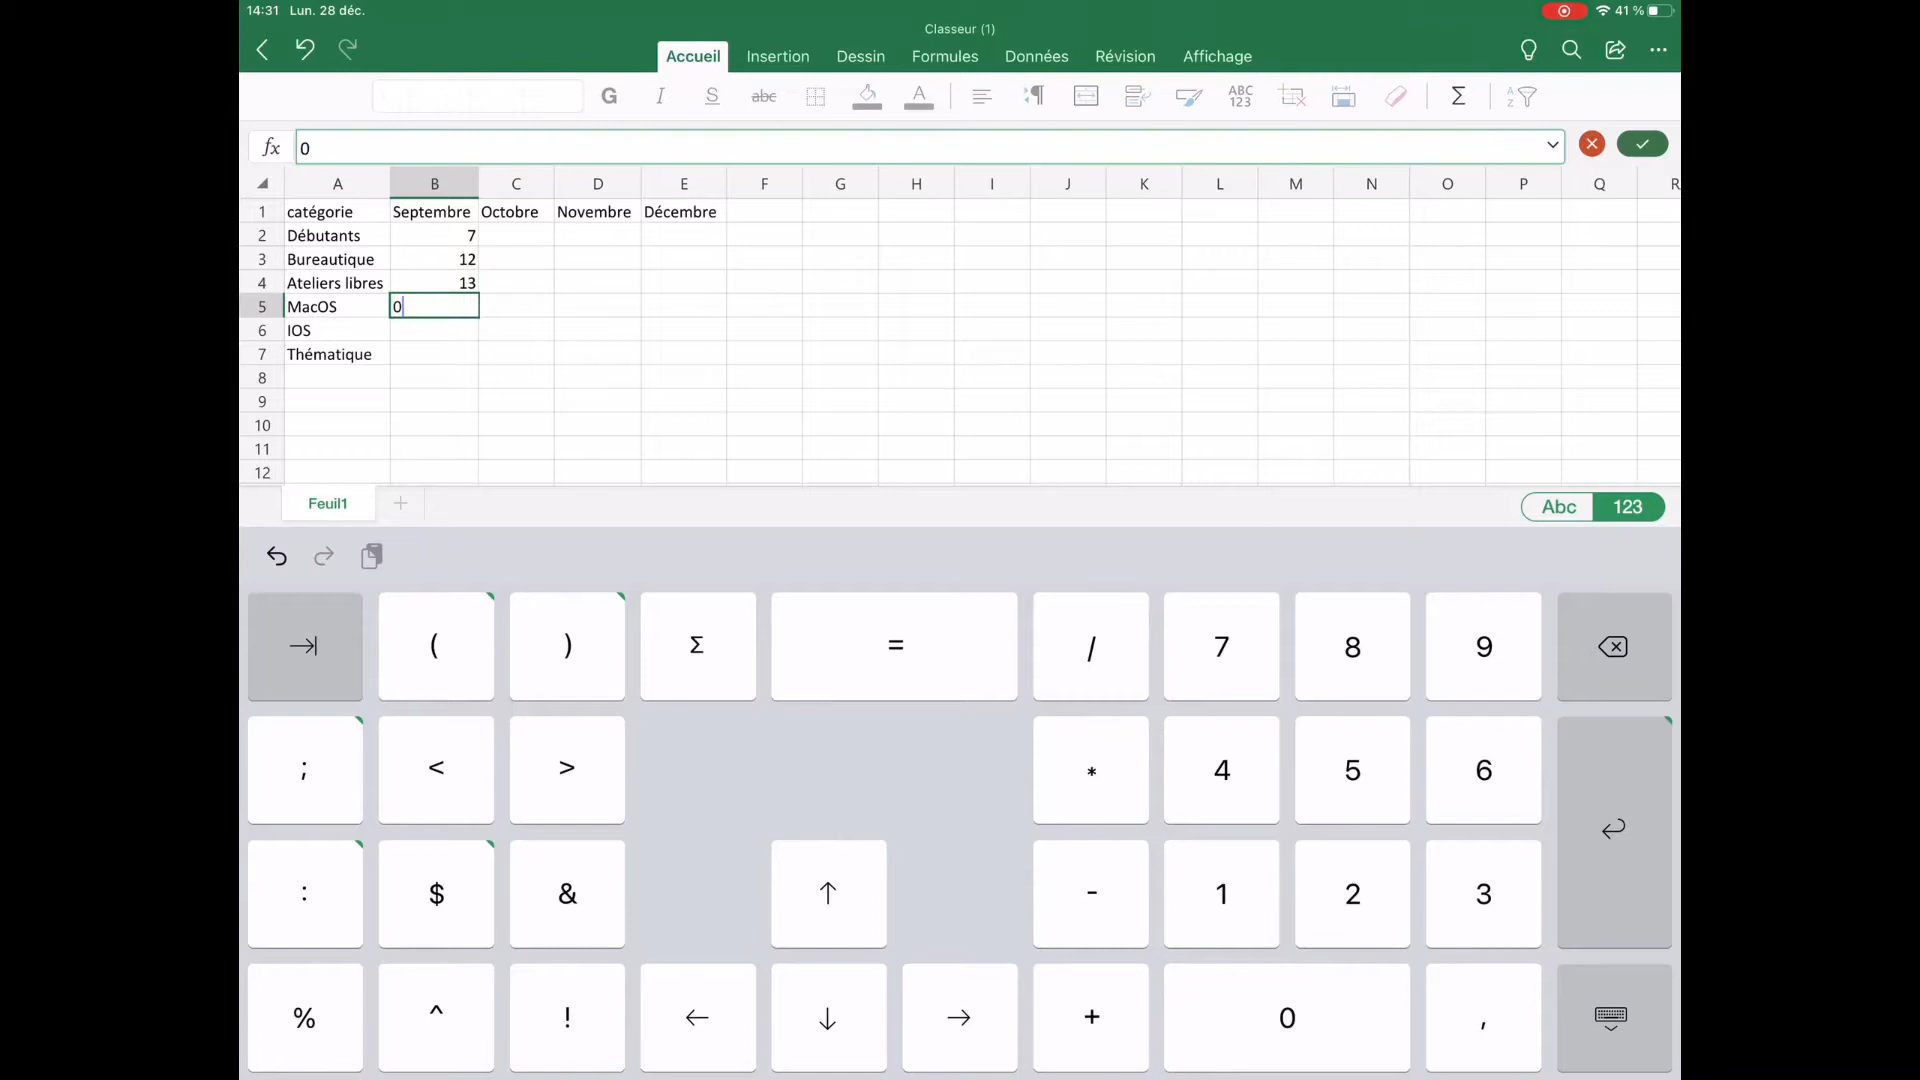 14:31 Lun. 28 déc.
41 %
Classeur (1)
Accueil Insertion Dessin Formules Données Révision Affichage
G I S abc A ABC 123 Σ A Z
fx 0
A B C D E F G H I J K L M N O P Q R
1 catégorie Septembre Octobre Novembre Décembre
2 Débutants 7
3 Bureautique 12
4 Ateliers libres 13
5 MacOS 0
6 IOS
7 Thématique
8
9
10
11
12
Feuil1 + Abc 123
( ) Σ = / 7 8 9
; < > * 4 5 6
: $ & ↑ - 1 2 3
% ^ ! ← ↓ → + 0 ,